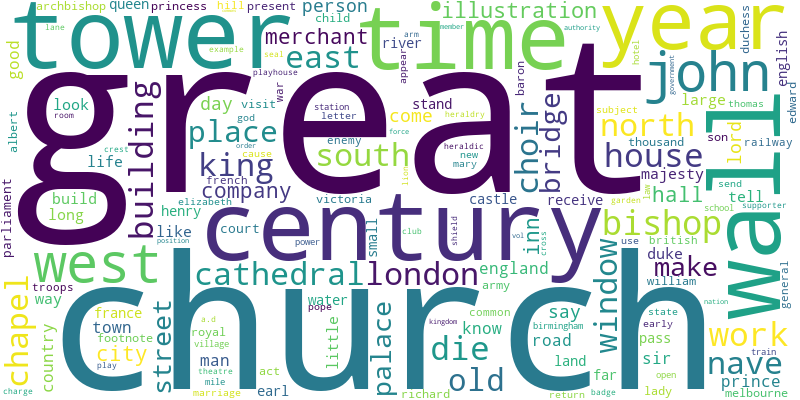 archbishop queen princess hill present person illustration duchess
lane tower child arm member authority time year
good merchant river example seal appear hotel english
east playhouse war baron government john edward
great look room day visit god station letter stand come choir bridge large thomas
building place crest order cause force heraldry subject north thousand son railway
albert life king french enemy heraldic new mary lion south house lord majesty
parliament build long company elizabeth victoria castle receive garden law hall send tell
henry like court power century small club shield vol inn cross bishop school supporter wall
position west cathedral london england use british duke make
way troops france water pope army william general
chapel country town a.d royal kingdom common say window state nation
footnote city street village little palace know birmingham road early pass work
man theatre die land train
play mile act old far sir nave
charge marriage earl richard return badge lady open prince melbourne
church